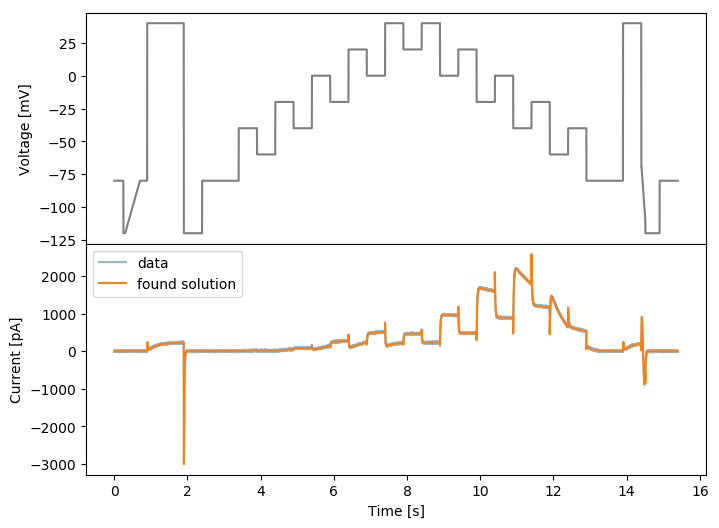 Voltage [mV]
25
0
−25
−50
−75
−100
−125
Current [pA]
data
found solution
2000
1000
0
−1000
−2000
−3000
0 2 4 6 8 10 12 14 16
Time [s]